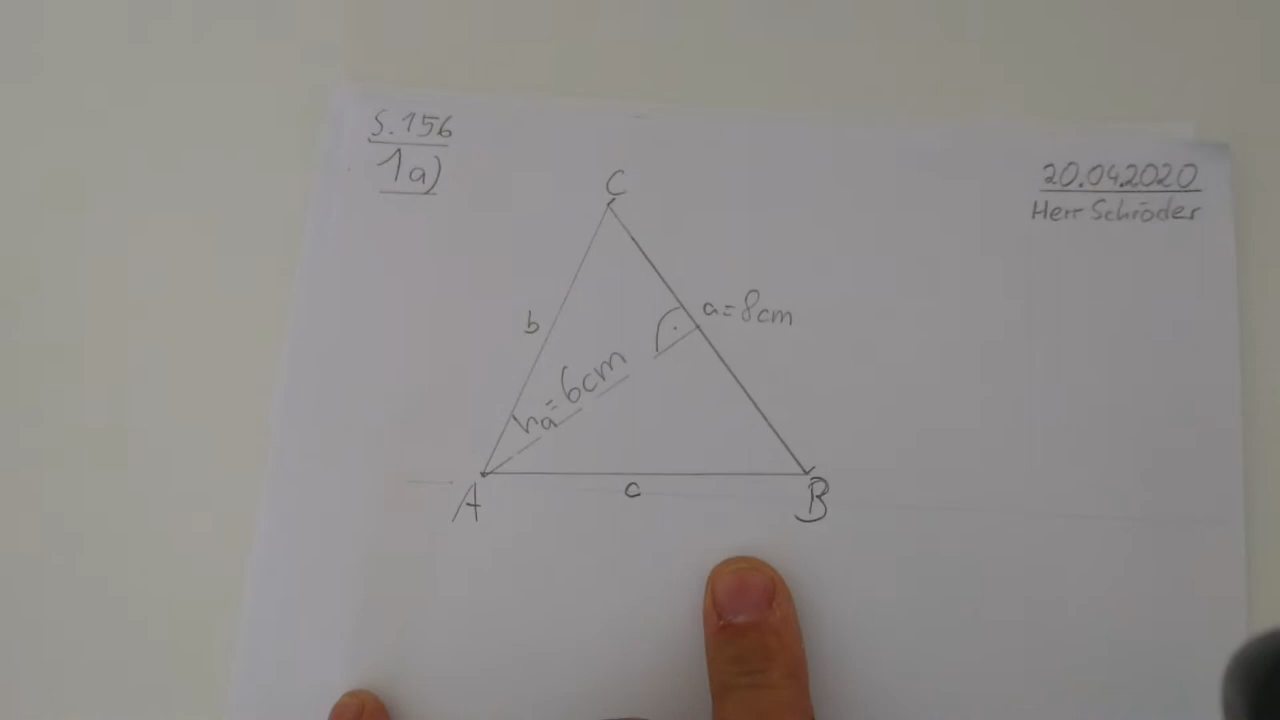 S. 156
1a)
20.04.2020
Herr Schröder
C
a = 8cm
b
ha = 6cm
A
c
B